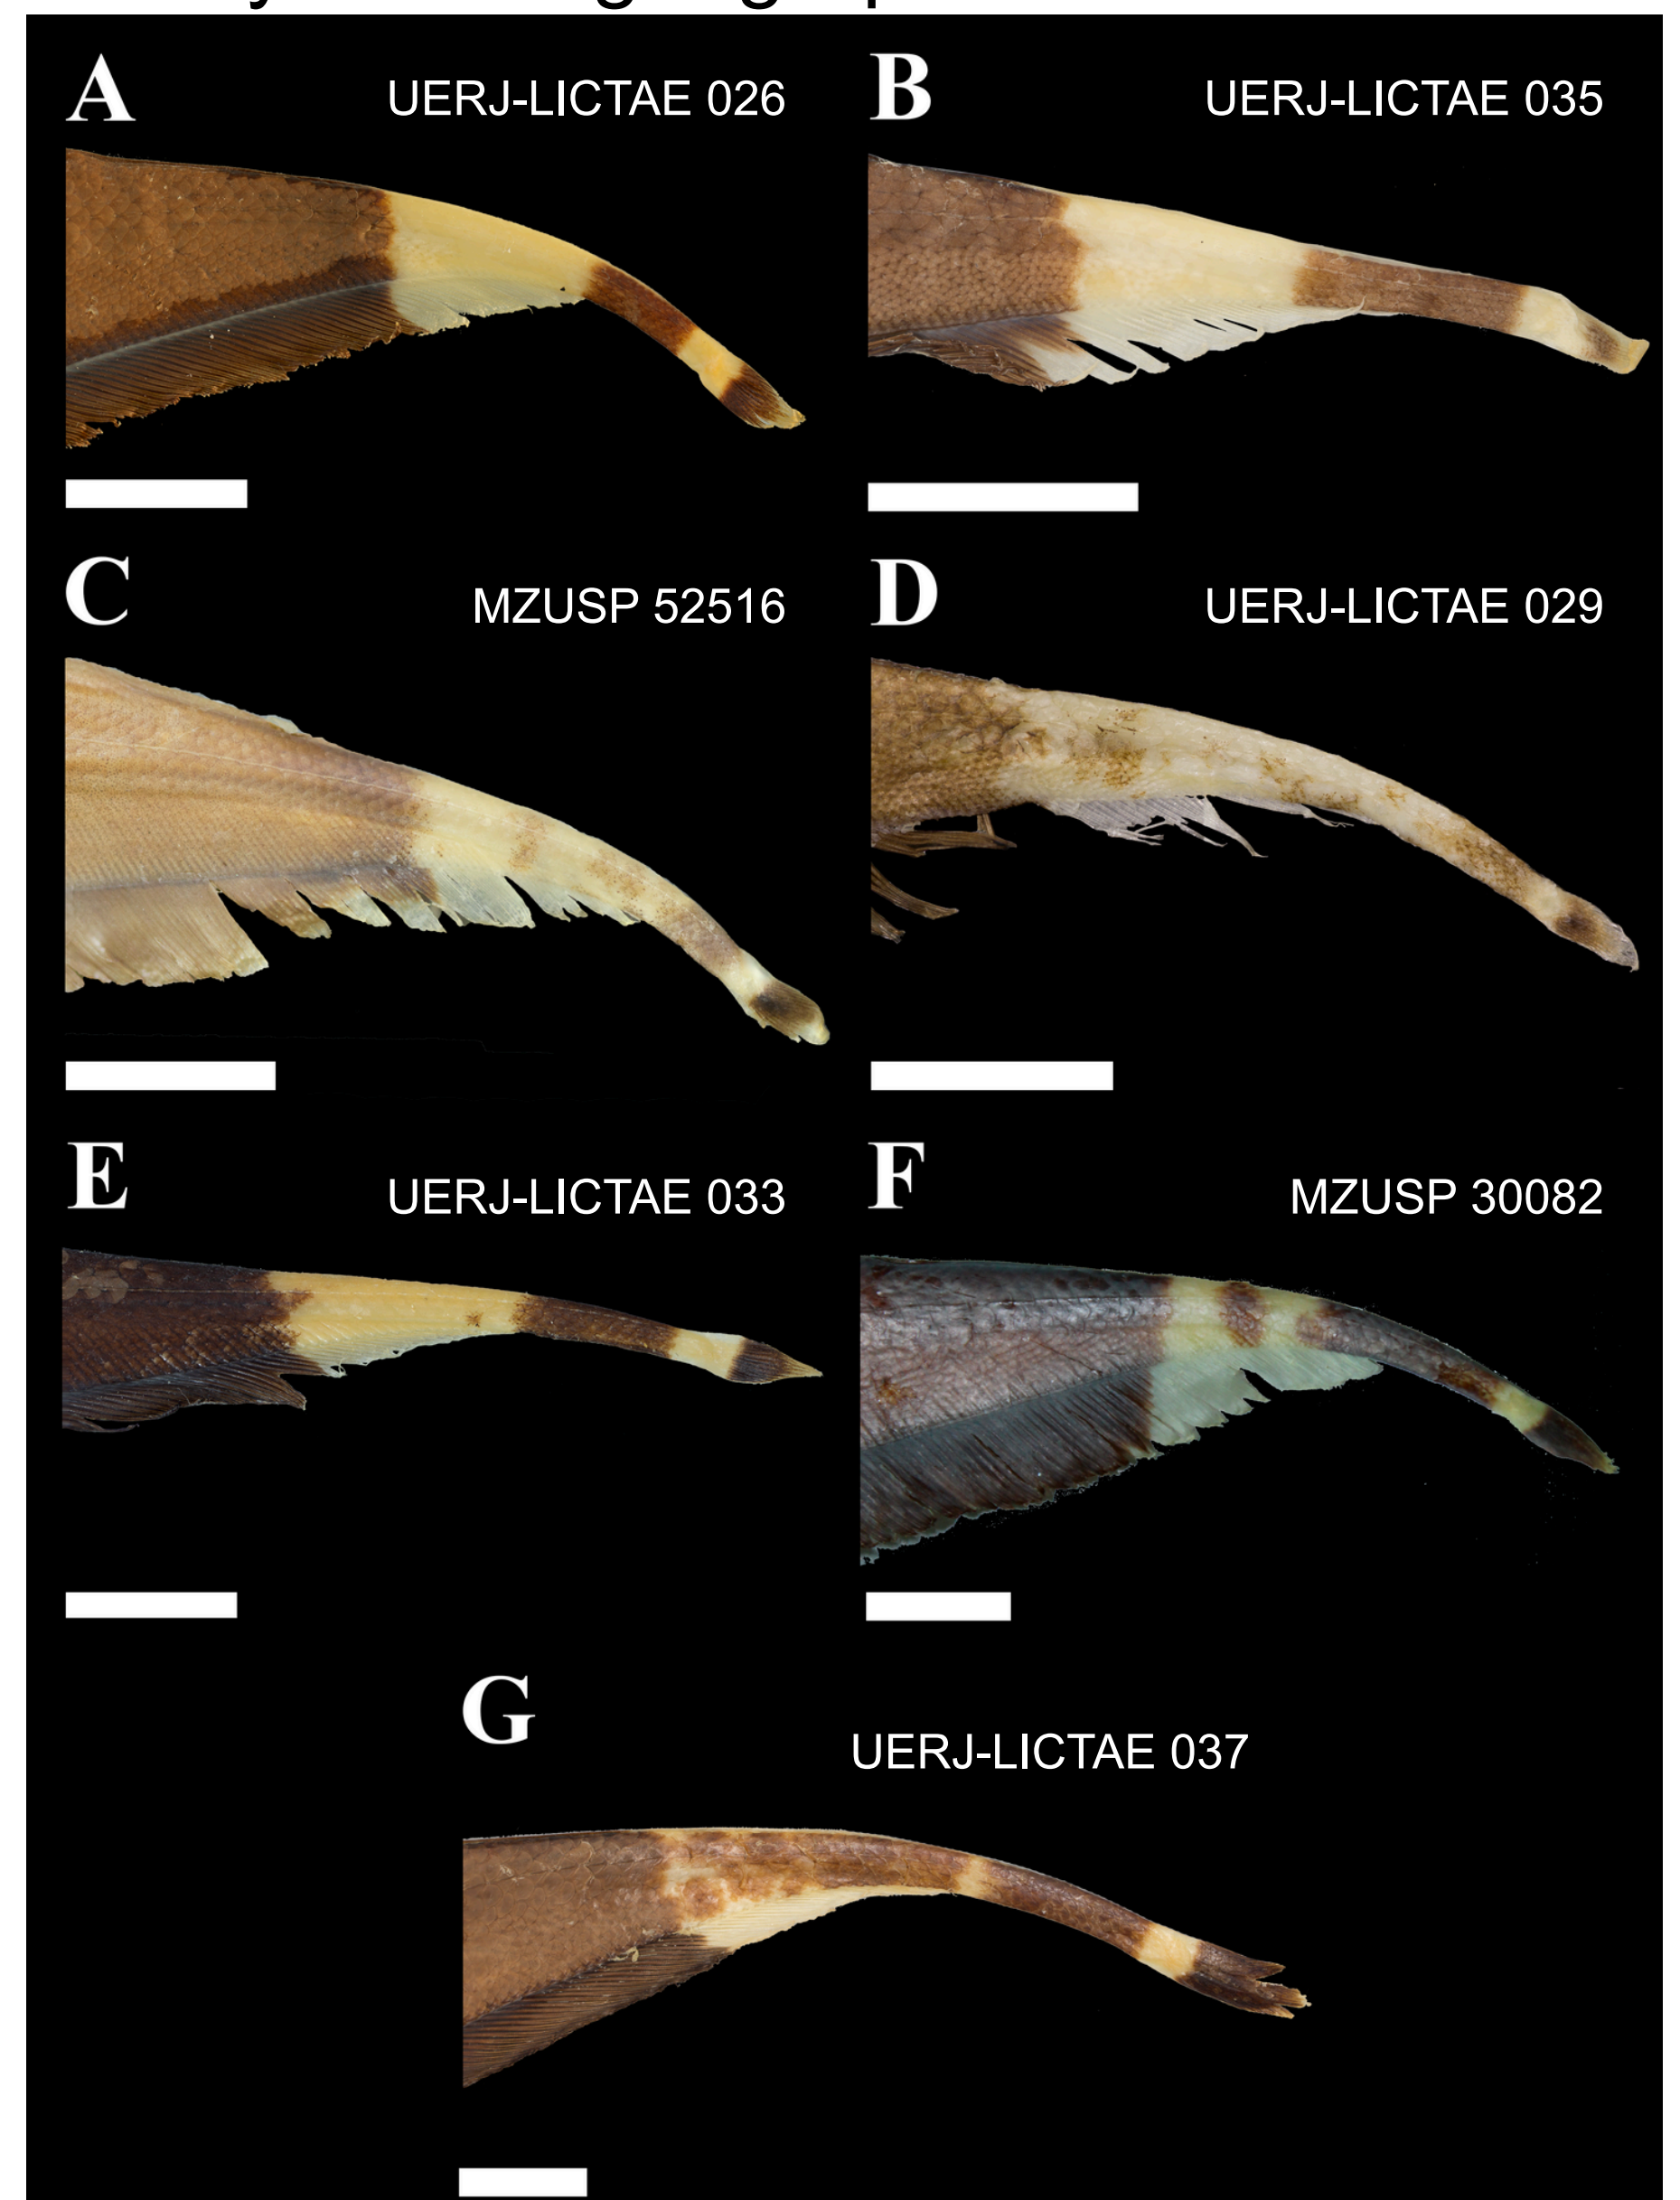 A UERJ-LICTAE 026
B UERJ-LICTAE 035
C MZUSP 52516
D UERJ-LICTAE 029
E UERJ-LICTAE 033
F MZUSP 30082
G
UERJ-LICTAE 037